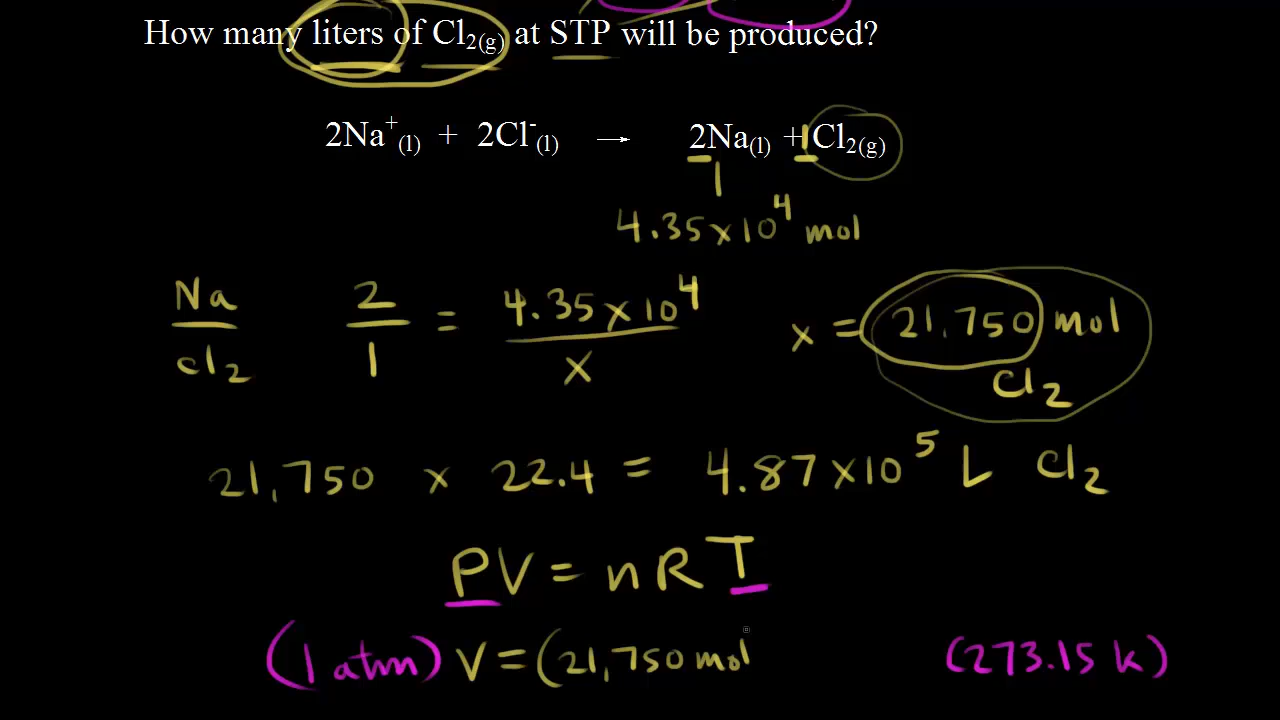 How many liters of Cl2(g) at STP will be produced?
2Na+(l) + 2Cl-(l) → 2Na(l) + 1Cl2(g)
4.35x10^4 mol
Na/Cl2 2/1 = 4.35x10^4/x x = 21,750 mol
Cl2
21,750 x 22.4 = 4.87x10^5 L Cl2
PV = nRT
(1 atm) V = (21,750 mol (273.15 k)